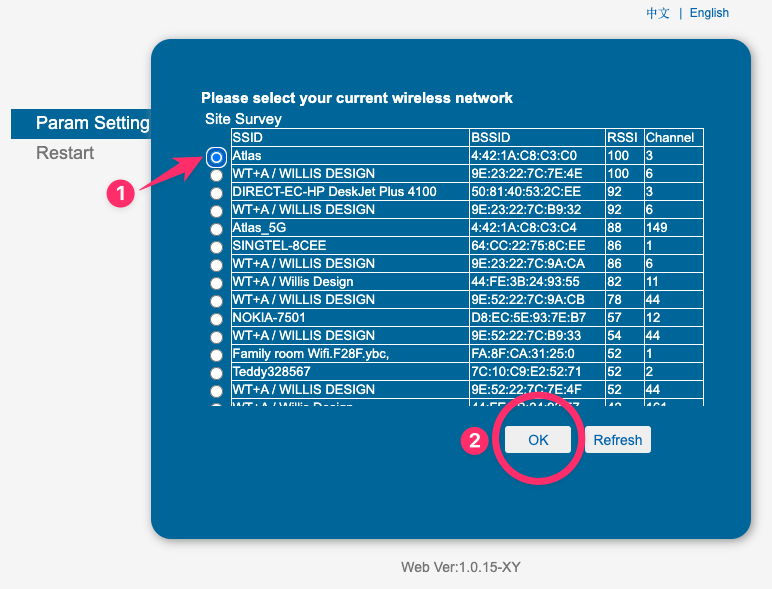 中文 | English
Please select your current wireless network
Param Setting
Site Survey
Restart
SSID BSSID RSSI Channel
Atlas 4:42:1A:C8:C3:C0 100 3
WT+A / WILLIS DESIGN 9E:23:22:7C:7E:4E 100 6
DIRECT-EC-HP DeskJet Plus 4100 50:81:40:53:2C:EE 92 3
WT+A / WILLIS DESIGN 9E:23:22:7C:B9:32 92 6
Atlas_5G 4:42:1A:C8:C3:C4 88 149
SINGTEL-8CEE 64:CC:22:75:8C:EE 86 1
WT+A / WILLIS DESIGN 9E:23:22:7C:9A:CA 86 6
WT+A / Willis Design 44:FE:3B:24:93:55 82 11
WT+A / WILLIS DESIGN 9E:52:22:7C:9A:CB 78 44
NOKIA-7501 D8:EC:5E:93:7E:B7 57 12
WT+A / WILLIS DESIGN 9E:52:22:7C:B9:33 54 44
Family room Wifi.F28F.ybc, FA:8F:CA:31:25:0 52 1
Teddy328567 7C:10:C9:E2:52:71 52 2
WT+A / WILLIS DESIGN 9E:52:22:7C:7E:4F 52 44
WT+A / Willis Design
1
2
OK
Refresh
Web Ver:1.0.15-XY